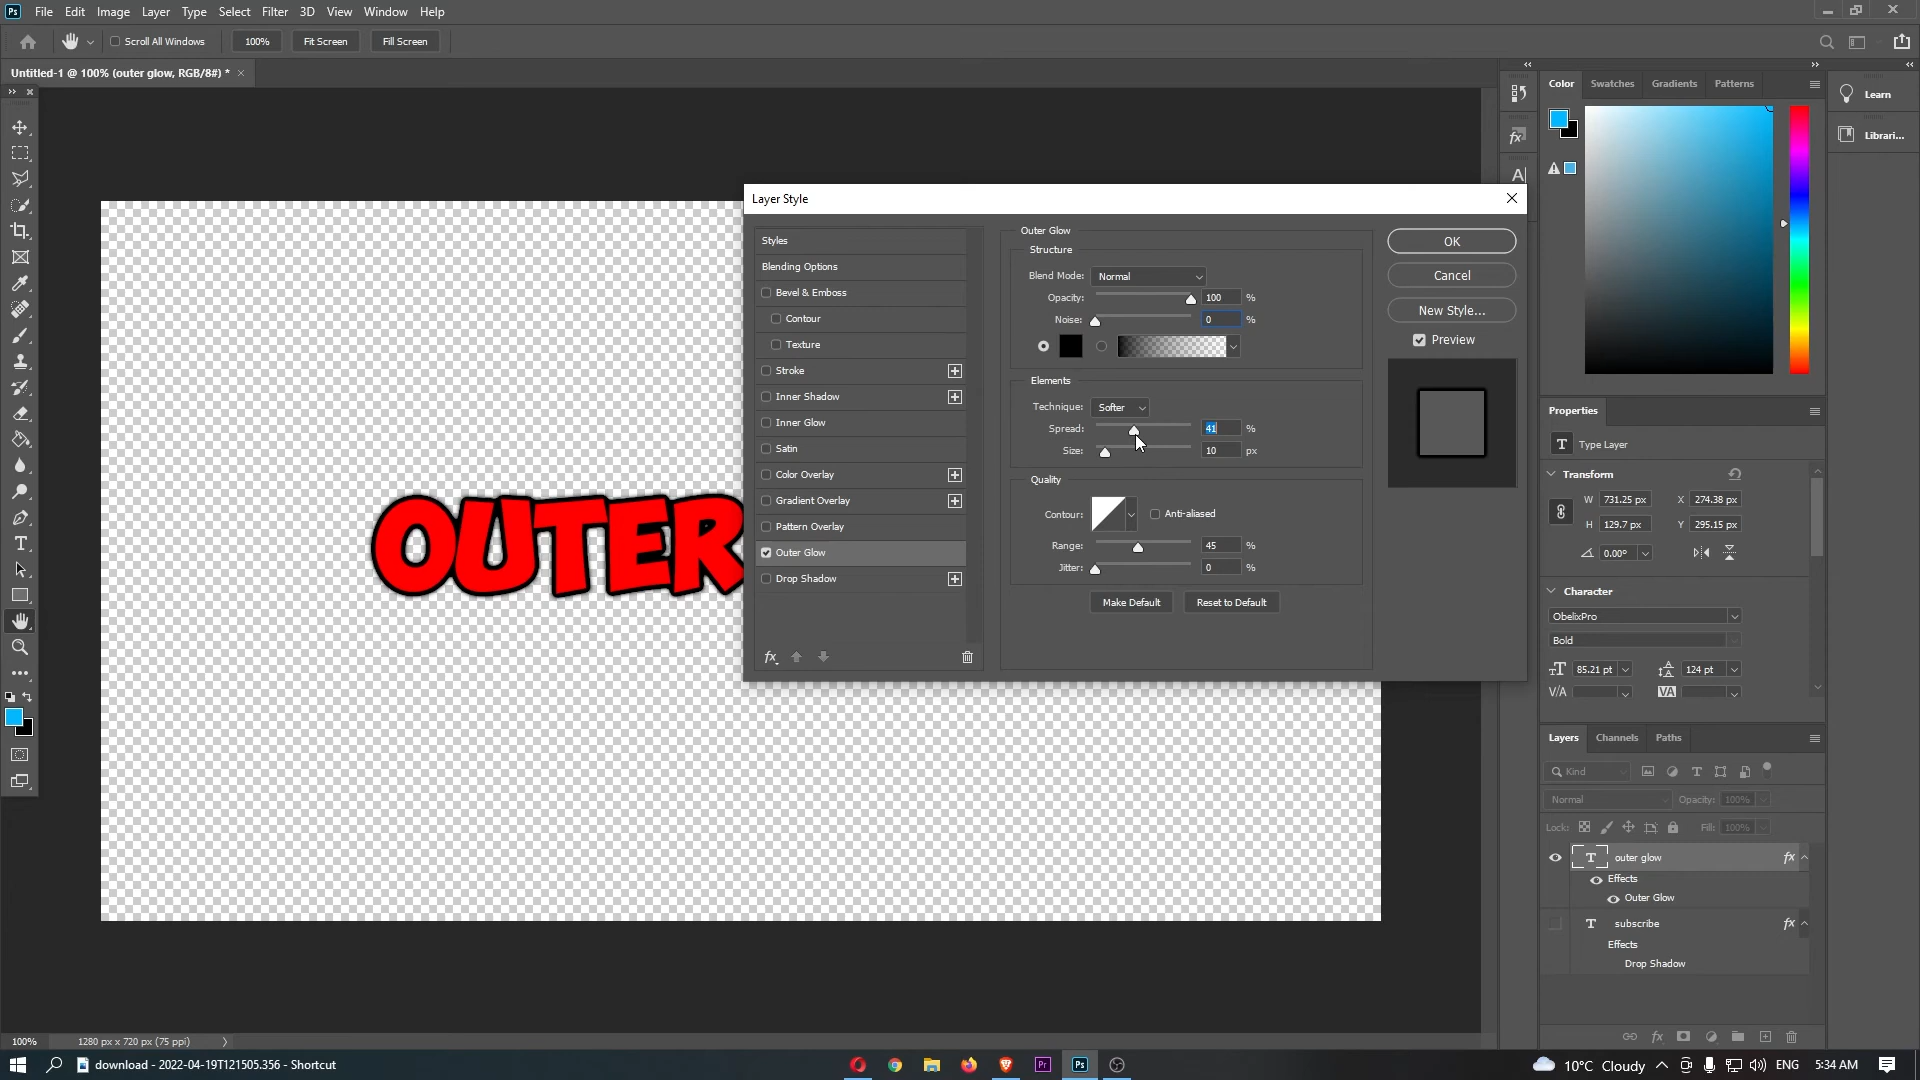 Ps File Edit Image Layer Type Select Filter 3D View Window Help
Scroll All Windows 100% Fit Screen Fill Screen
Untitled-1 @ 100% (outer glow, RGB/8#) *
Color Swatches Gradients Patterns
Learn
Librari...
Layer Style
Styles
Blending Options
Bevel & Emboss
Contour
Texture
Stroke
Inner Shadow
Inner Glow
Satin
Color Overlay
Gradient Overlay
Pattern Overlay
Outer Glow
Drop Shadow
fx
Outer Glow
Structure
Blend Mode: Normal
Opacity: 100 %
Noise: 0 %
Elements
Technique: Softer
Spread: 41 %
Size: 10 px
Quality
Contour: Anti-aliased
Range: 45 %
Jitter: 0 %
Make Default Reset to Default
OK
Cancel
New Style...
Preview
OUTER
Properties
T Type Layer
Transform
W 731.25 px X 274.38 px
H 129.7 px Y 295.15 px
0.00°
Character
ObelixPro
Bold
85.21 pt 124 pt
V/A VA
Layers Channels Paths
Kind
Normal Opacity: 100%
Lock: Fill: 100%
T outer glow fx
Effects
Outer Glow
T subscribe fx
Effects
Drop Shadow
fx
100% 1280 px x 720 px (75 ppi)
download - 2022-04-19T121505.356 - Shortcut
Pr Ps
10°C Cloudy ENG 5:34 AM